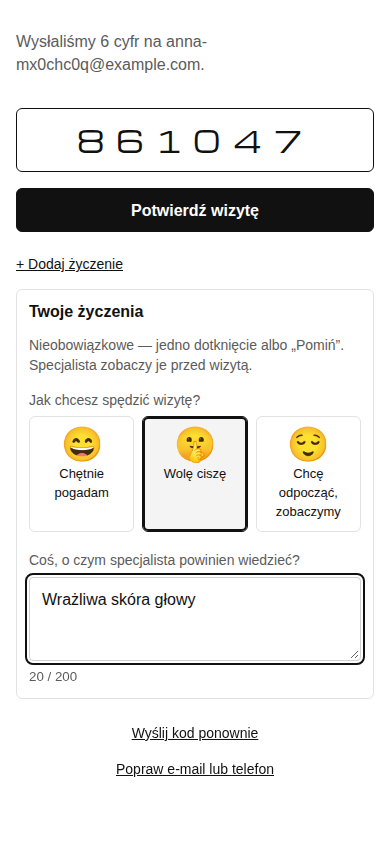 Wysłaliśmy 6 cyfr na anna-
mx0chc0q@example.com.
861047
Potwierdź wizytę
+ Dodaj życzenie
Twoje życzenia
Nieobowiązkowe — jedno dotknięcie albo „Pomiń”.
Specjalista zobaczy je przed wizytą.
Jak chcesz spędzić wizytę?
Chętnie
pogadam
Wolę ciszę
Chcę
odpocząć,
zobaczymy
Coś, o czym specjalista powinien wiedzieć?
Wrażliwa skóra głowy
20 / 200
Wyślij kod ponownie
Popraw e-mail lub telefon